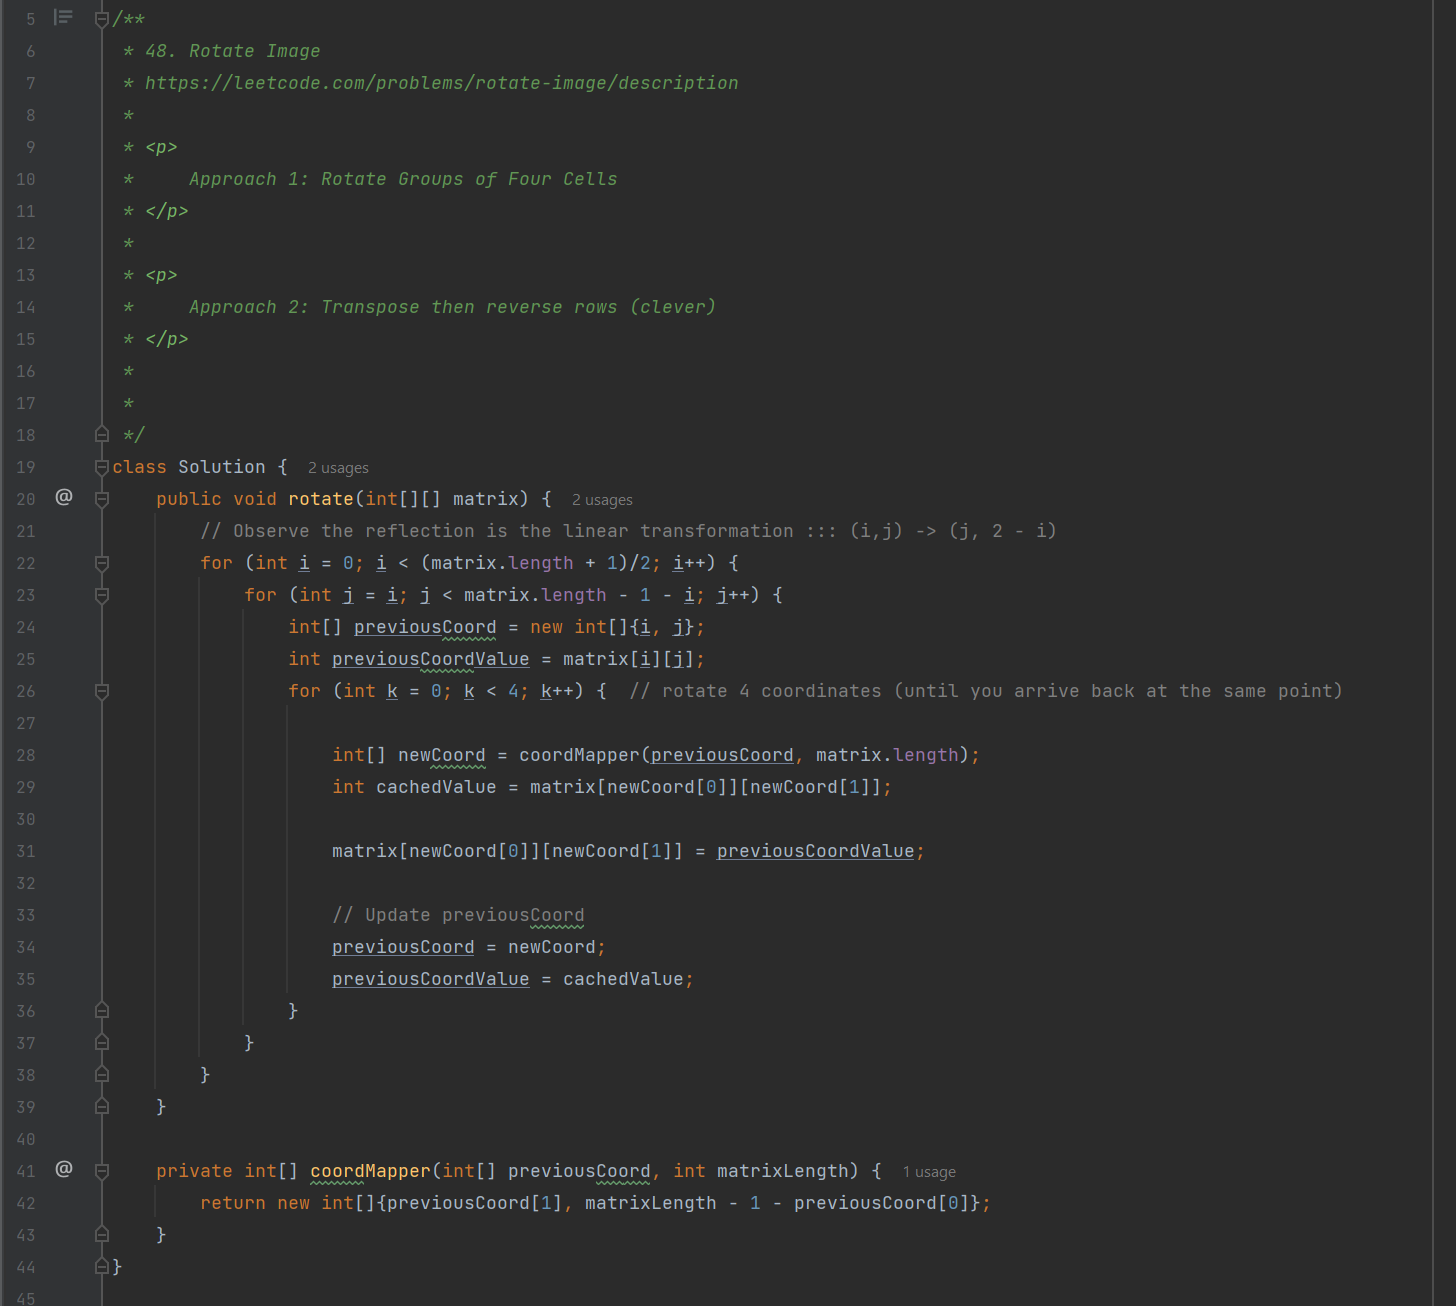 5 /**
6 * 48. Rotate Image
7 * https://leetcode.com/problems/rotate-image/description
8 *
9 * <p>
10 *     Approach 1: Rotate Groups of Four Cells
11 * </p>
12 *
13 * <p>
14 *     Approach 2: Transpose then reverse rows (clever)
15 * </p>
16 *
17 *
18 */
19 class Solution { 2 usages
20 @ public void rotate(int[][] matrix) { 2 usages
21 // Observe the reflection is the linear transformation ::: (i,j) -> (j, 2 - i)
22 for (int i = 0; i < (matrix.length + 1)/2; i++) {
23 for (int j = i; j < matrix.length - 1 - i; j++) {
24 int[] previousCoord = new int[]{i, j};
25 int previousCoordValue = matrix[i][j];
26 for (int k = 0; k < 4; k++) { // rotate 4 coordinates (until you arrive back at the same point)
27
28 int[] newCoord = coordMapper(previousCoord, matrix.length);
29 int cachedValue = matrix[newCoord[0]][newCoord[1]];
30
31 matrix[newCoord[0]][newCoord[1]] = previousCoordValue;
32
33 // Update previousCoord
34 previousCoord = newCoord;
35 previousCoordValue = cachedValue;
36 }
37 }
38 }
39 }
40
41 @ private int[] coordMapper(int[] previousCoord, int matrixLength) { 1 usage
42 return new int[]{previousCoord[1], matrixLength - 1 - previousCoord[0]};
43 }
44 }
45